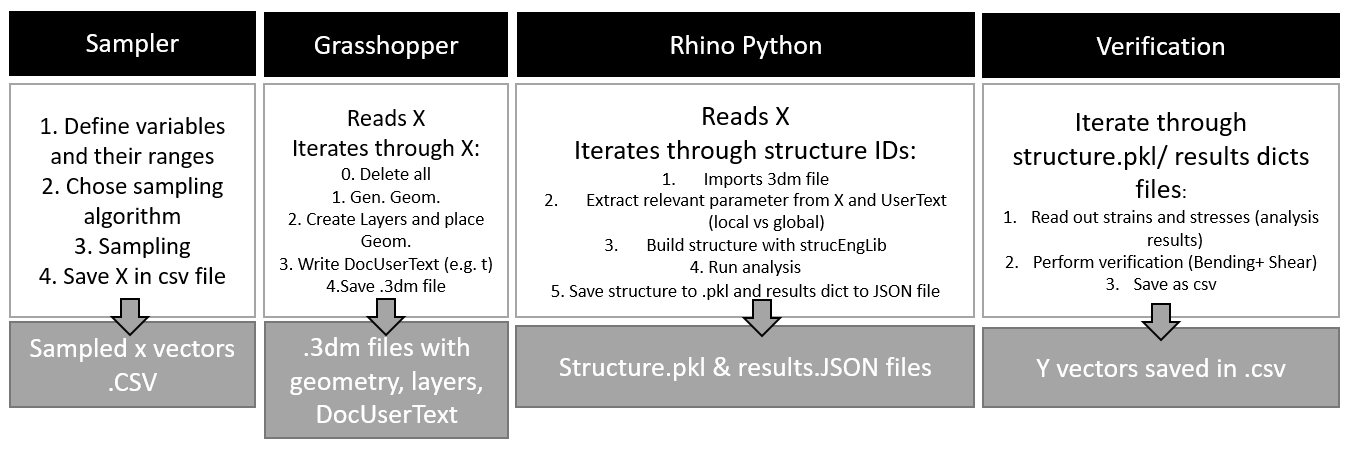 Sampler
1. Define variables
and their ranges
2. Chose sampling
algorithm
3. Sampling
4. Save X in csv file
Sampled x vectors
.CSV
Grasshopper
Reads X
Iterates through X:
0. Delete all
1. Gen. Geom.
2. Create Layers and place
Geom.
3. Write DocUserText (e.g. t)
4.Save .3dm file
.3dm files with
geometry, layers,
DocUserText
Rhino Python
Reads X
Iterates through structure IDs:
1. Imports 3dm file
2. Extract relevant parameter from X and UserText
(local vs global)
3. Build structure with strucEngLib
4. Run analysis
5. Save structure to .pkl and results dict to JSON file
Structure.pkl & results.JSON files
Verification
Iterate through
structure.pkl/ results dicts
files:
1. Read out strains and stresses (analysis
results)
2. Perform verification (Bending+ Shear)
3. Save as csv
Y vectors saved in .csv